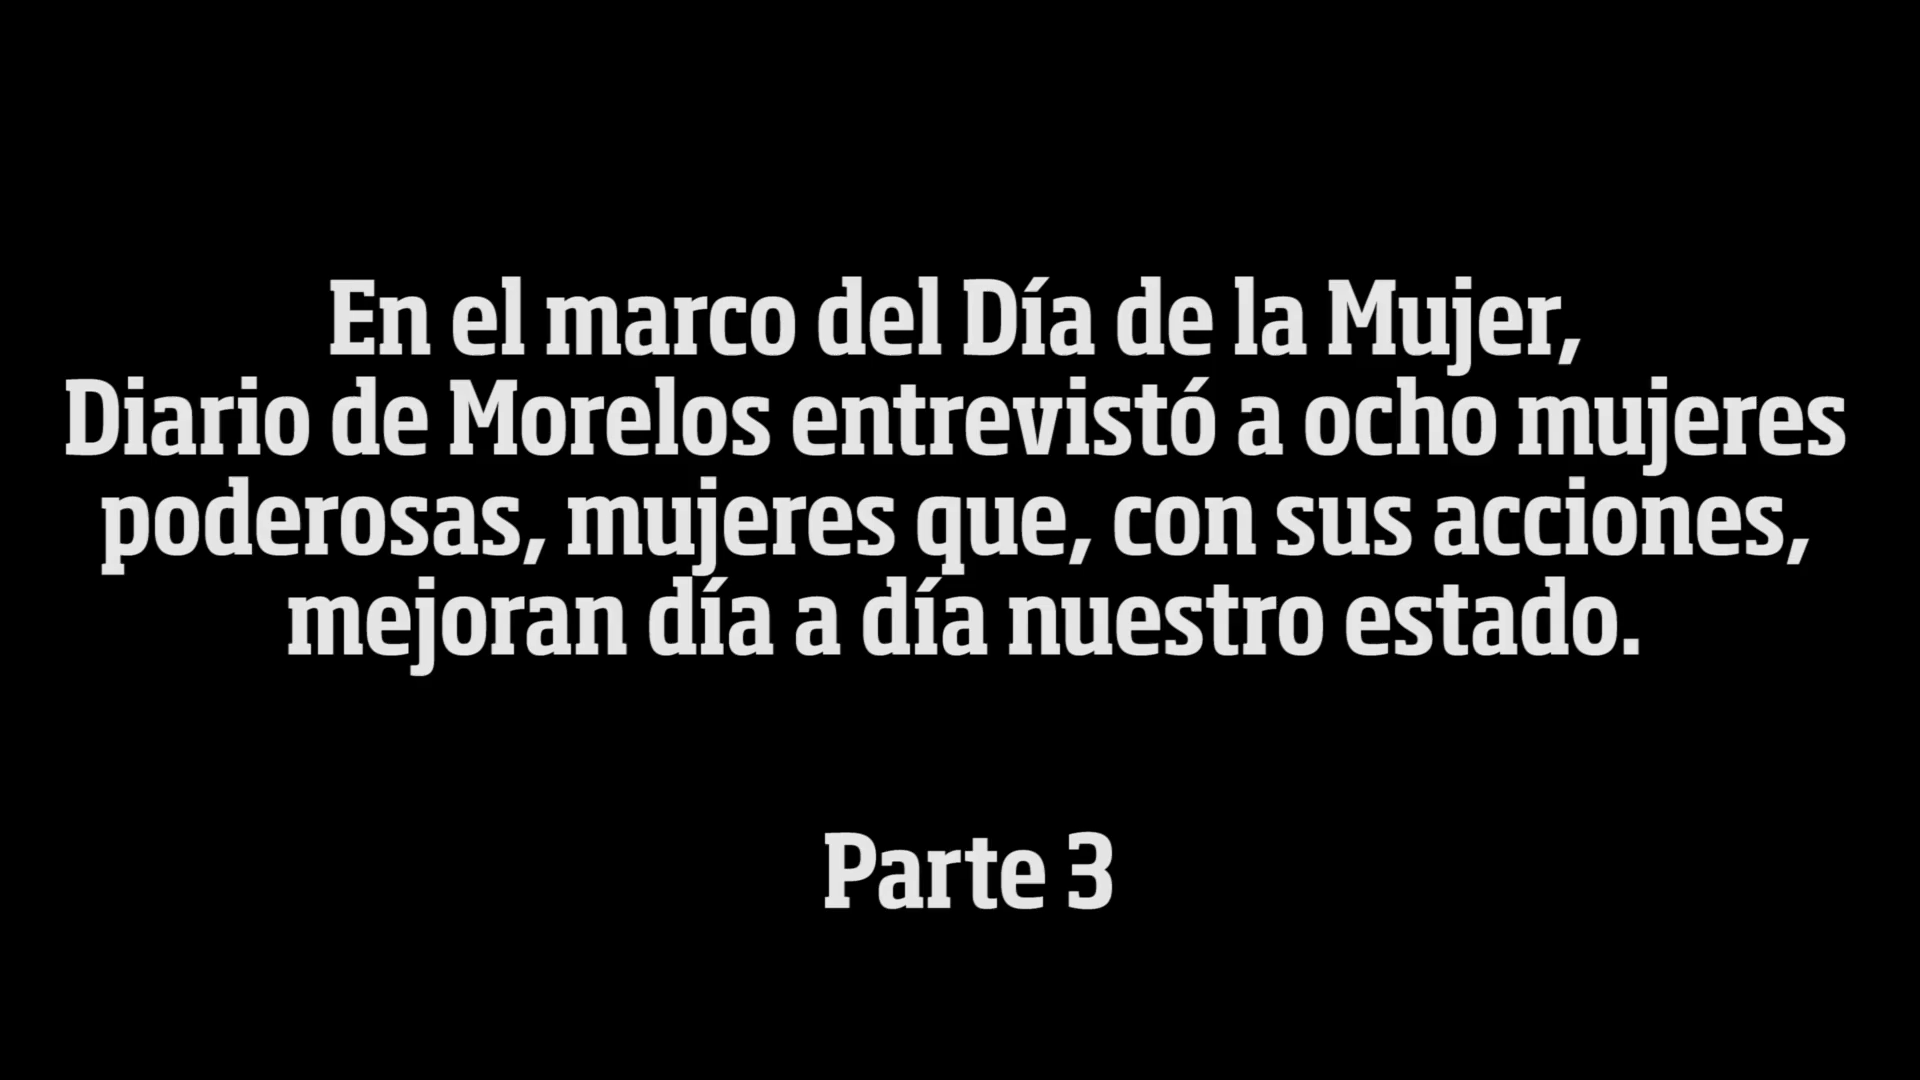 En el marco del Día de la Mujer,
Diario de Morelos entrevistó a ocho mujeres
poderosas, mujeres que, con sus acciones,
mejoran día a día nuestro estado.
Parte 3